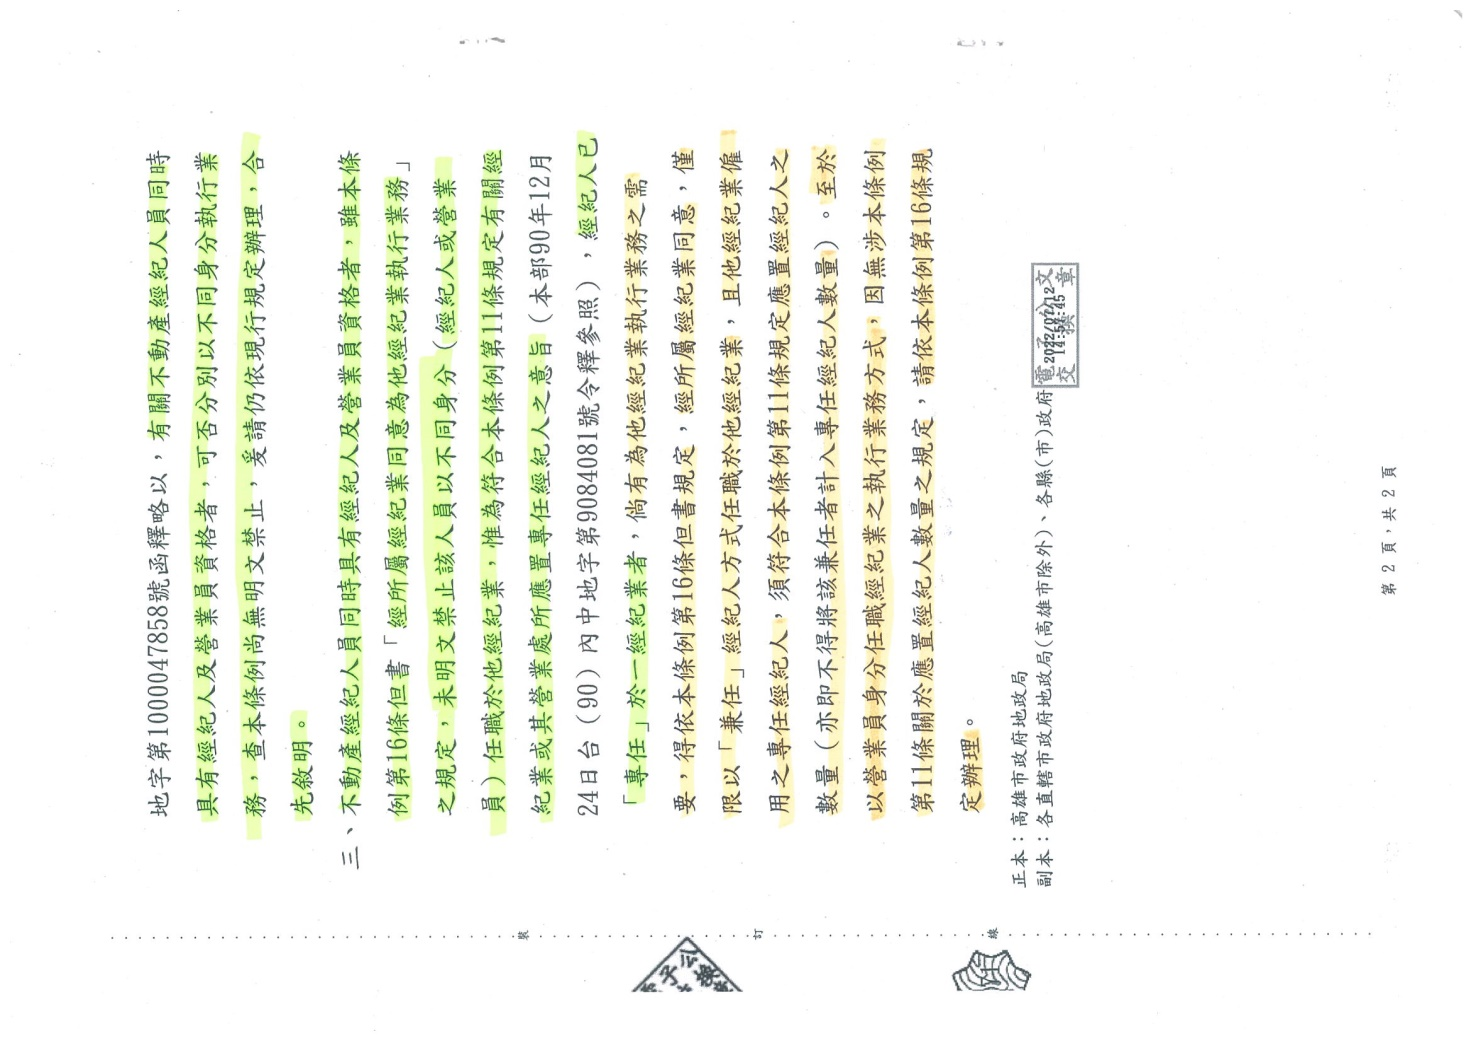 地字第1000047858號函釋略以，有關不動產經紀人員同時
具有經紀人及營業員資格者，可否分別以不同身分執行業
務，查本條例尚無明文禁止，爰請仍依現行規定辦理，合
先敘明。
三、不動產經紀人員同時具有經紀人及營業員資格者，雖本條
例第16條但書「經所屬經紀業同意為他經紀業執行業務」
之規定，未明文禁止該人員以不同身分（經紀人或營業
員）任職於他經紀業，惟為符合本條例第11條規定有關經
紀業或其營業處所應置專任經紀人之意旨（本部90年12月
24日台（90）內中地字第9084081號令釋參照），經紀人已
「專任」於一經紀業者，倘有為他經紀業執行業務之需
要，得依本條例第16條但書規定，經所屬經紀業同意，僅
限以「兼任」經紀人方式任職於他經紀業，且他經紀業僱
用之專任經紀人，須符合本條例第11條規定應置經紀人之
數量（亦即不得將該兼任者計入專任經紀人數量）。至於
以營業員身分任職經紀業之執行業務方式，因無涉本條例
第11條關於應置經紀人數量之規定，請依本條例第16條規
定辦理。
正本：高雄市政府地政局
副本：各直轄市政府地政局(高雄市除外)、各縣(市)政府
電子公文
2022/07/12
14:57:45
交換章
裝
訂
線
子公
換
第 2 頁，共 2 頁